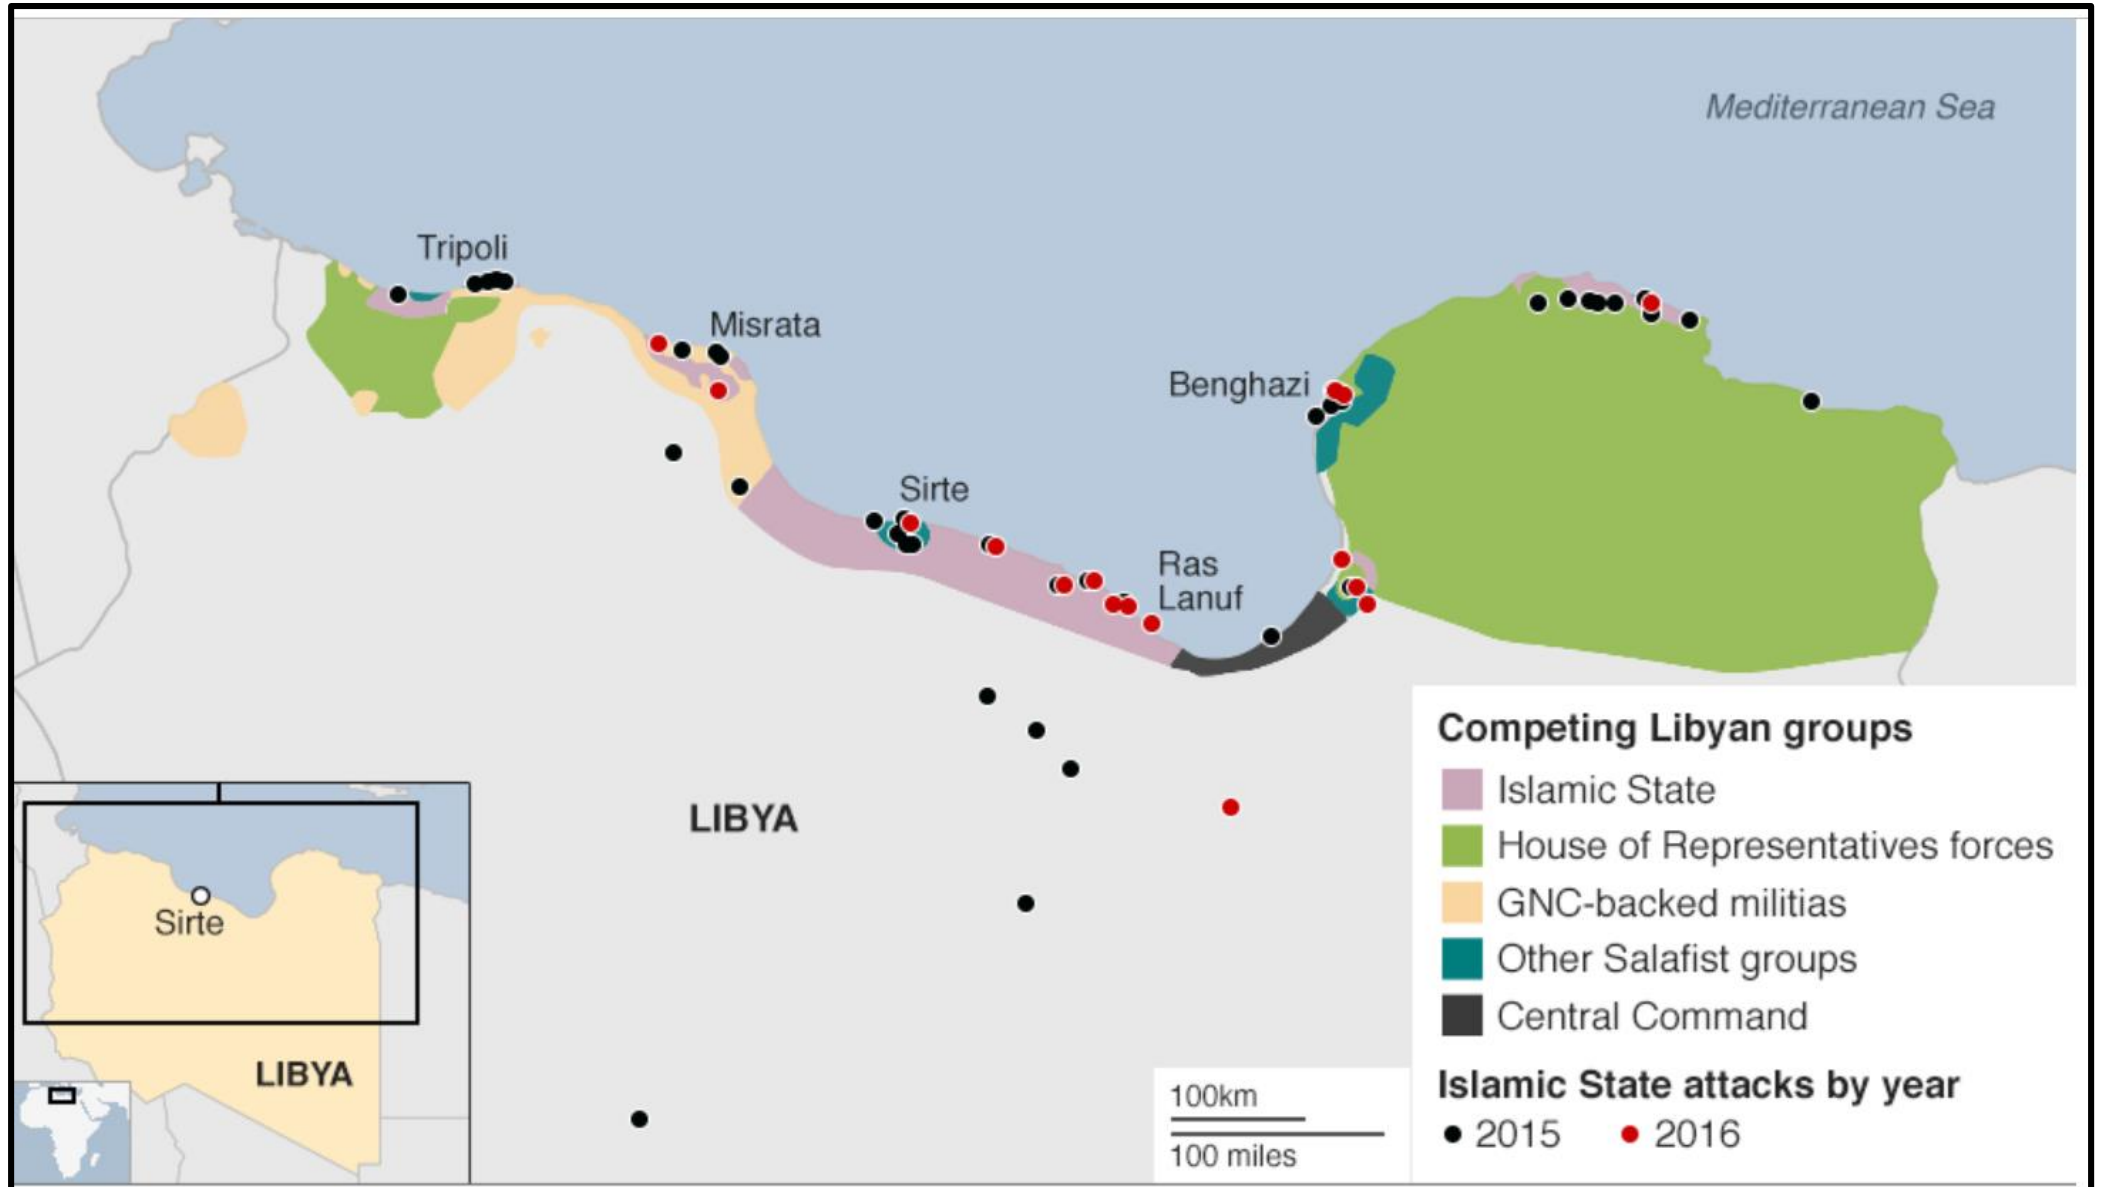 Mediterranean Sea
Tripoli
Misrata
Benghazi
Sirte
Ras
Lanuf
LIBYA
Sirte
LIBYA
100km
100 miles
Competing Libyan groups
Islamic State
House of Representatives forces
GNC-backed militias
Other Salafist groups
Central Command
Islamic State attacks by year
2015 2016